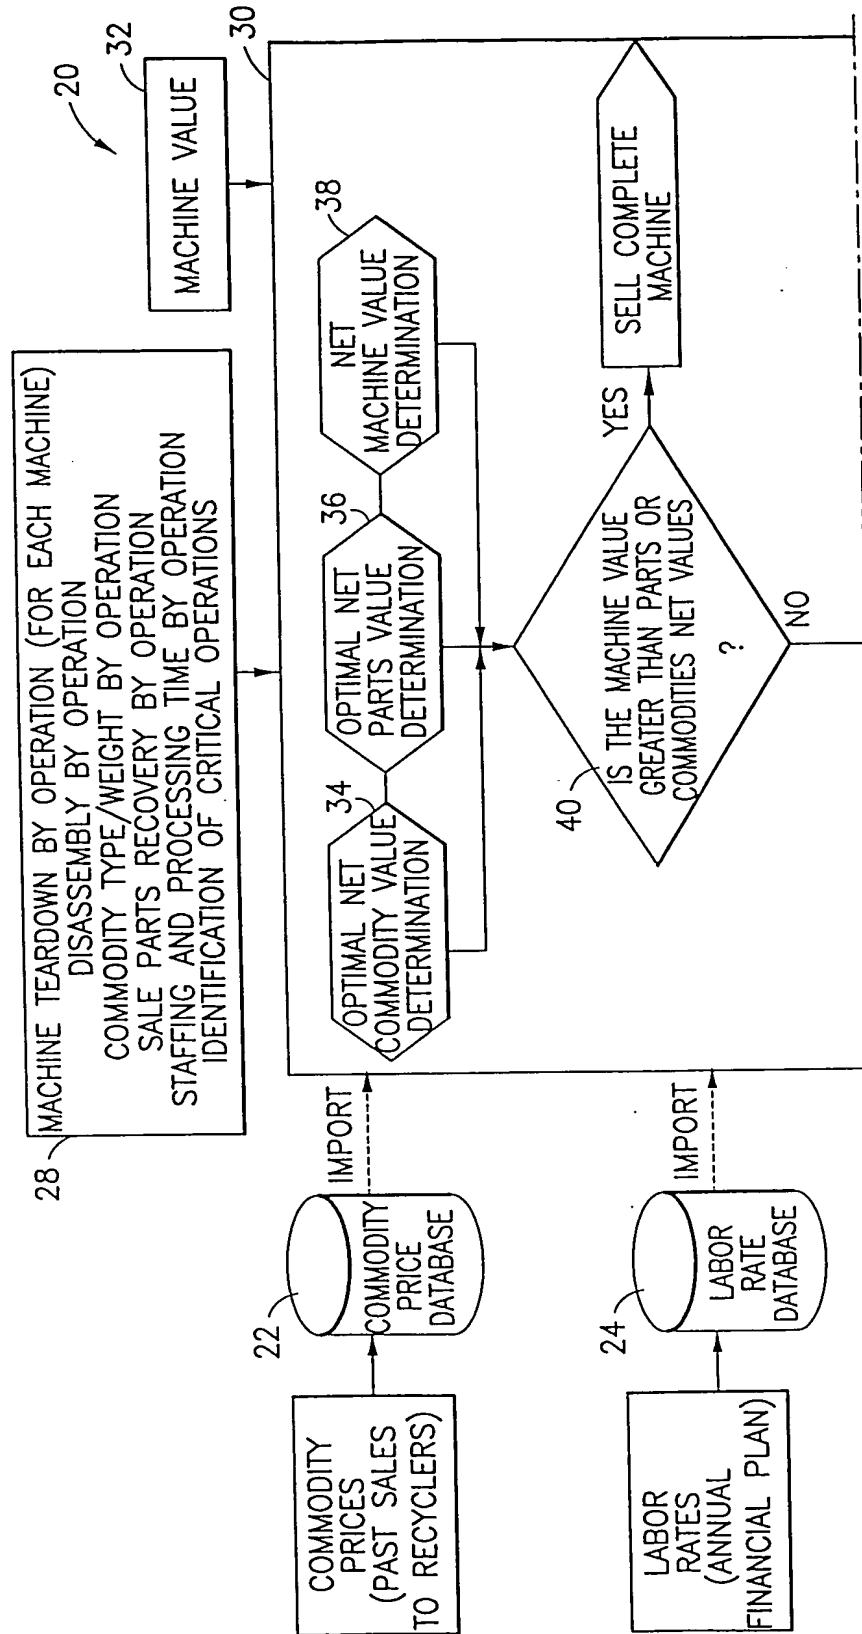 20
32
MACHINE VALUE
28
MACHINE TEARDOWN BY OPERATION (FOR EACH MACHINE)
DISASSEMBLY BY OPERATION
COMMODITY TYPE/WEIGHT BY OPERATION
SALE PARTS RECOVERY BY OPERATION
STAFFING AND PROCESSING TIME BY OPERATION
IDENTIFICATION OF CRITICAL OPERATIONS
30
COMMODITY
PRICES
(PAST SALES
TO RECYCLERS)
22
COMMODITY
PRICE
DATABASE
IMPORT
34
OPTIMAL NET
COMMODITY VALUE
DETERMINATION
36
OPTIMAL NET
PARTS VALUE
DETERMINATION
38
NET
MACHINE VALUE
DETERMINATION
LABOR
RATES
(ANNUAL
FINANCIAL PLAN)
24
LABOR
RATE
DATABASE
IMPORT
40
IS THE MACHINE VALUE
GREATER THAN PARTS OR
COMMODITIES NET VALUES
?
YES
SELL COMPLETE
MACHINE
NO